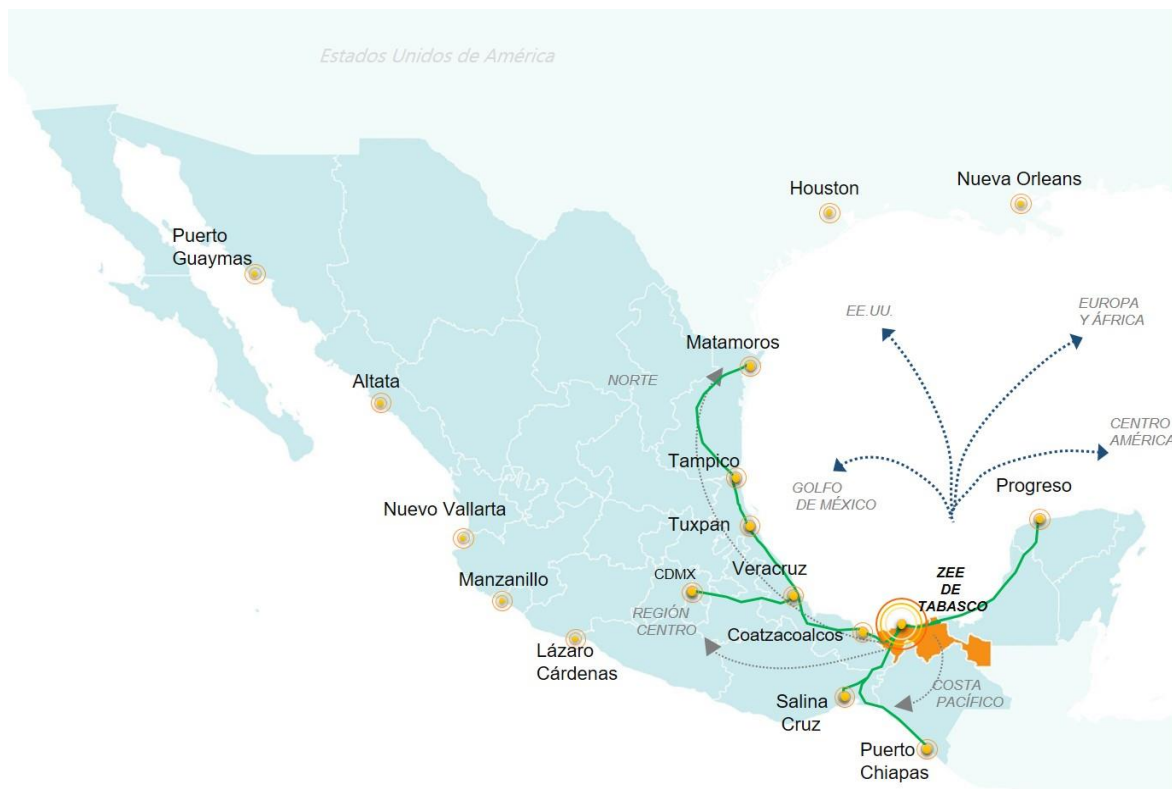 Estados Unidos de América
Houston
Nueva Orleans
Puerto
Guaymas
EE.UU.
EUROPA
Y ÁFRICA
Matamoros
NORTE
Altata
CENTRO
AMÉRICA
Tampico
GOLFO
DE MÉXICO
Progreso
Nuevo Vallarta
Tuxpan
Veracruz
CDMX
Manzanillo
ZEE
DE
TABASCO
REGIÓN
CENTRO
Coatzacoalcos
Lázaro
Cárdenas
COSTA
PACÍFICO
Salina
Cruz
Puerto
Chiapas